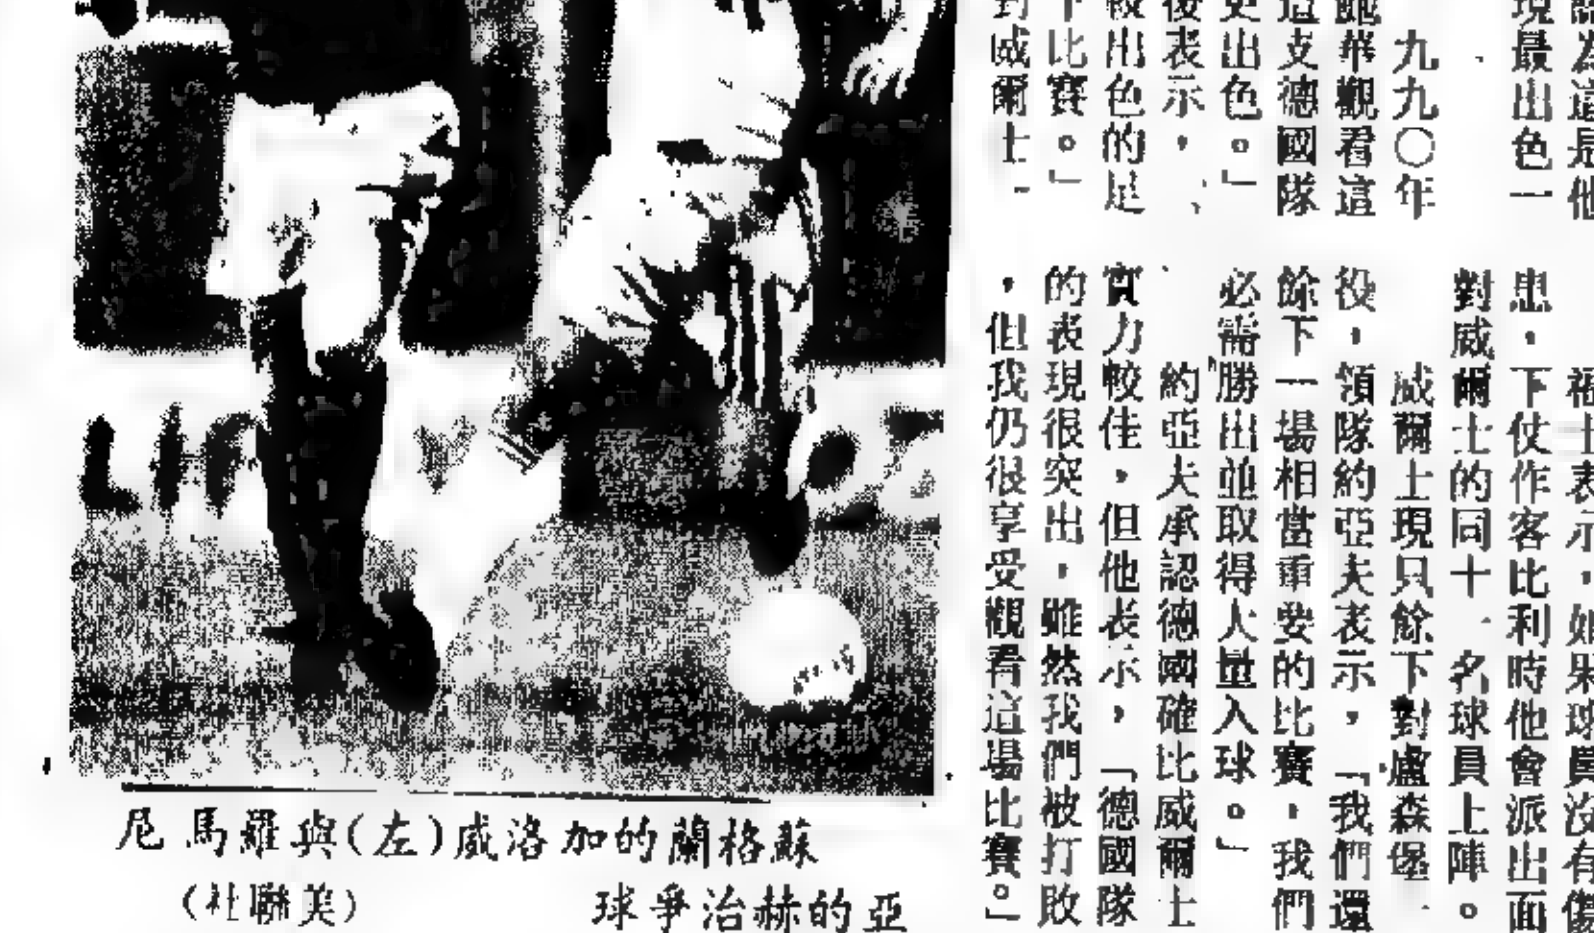 認為這是他
現最出色一
九九〇年
鮑華觀看這
這支德國隊
更出色。」
後表示，
較出色的足
下比賽。」
對威爾士
福士表示，如果球員沒有傷
患，下仗作客比利時他會派出面
對威爾士的同十一名球員上陣。
威爾士現只餘下對盧森堡一
役，領隊約亞夫表示，「我們還
餘下一場相當重要的比賽，我們
必需勝出並取得大量入球。」
約亞夫承認德國確比威爾士
實力較佳，但他表示，「德國隊
的表現很突出，雖然我們被打敗
，但我仍很享受觀看這場比賽。」
蘇格蘭的加洛威(左)與羅馬尼
亞的赫治爭球
(美聯社)